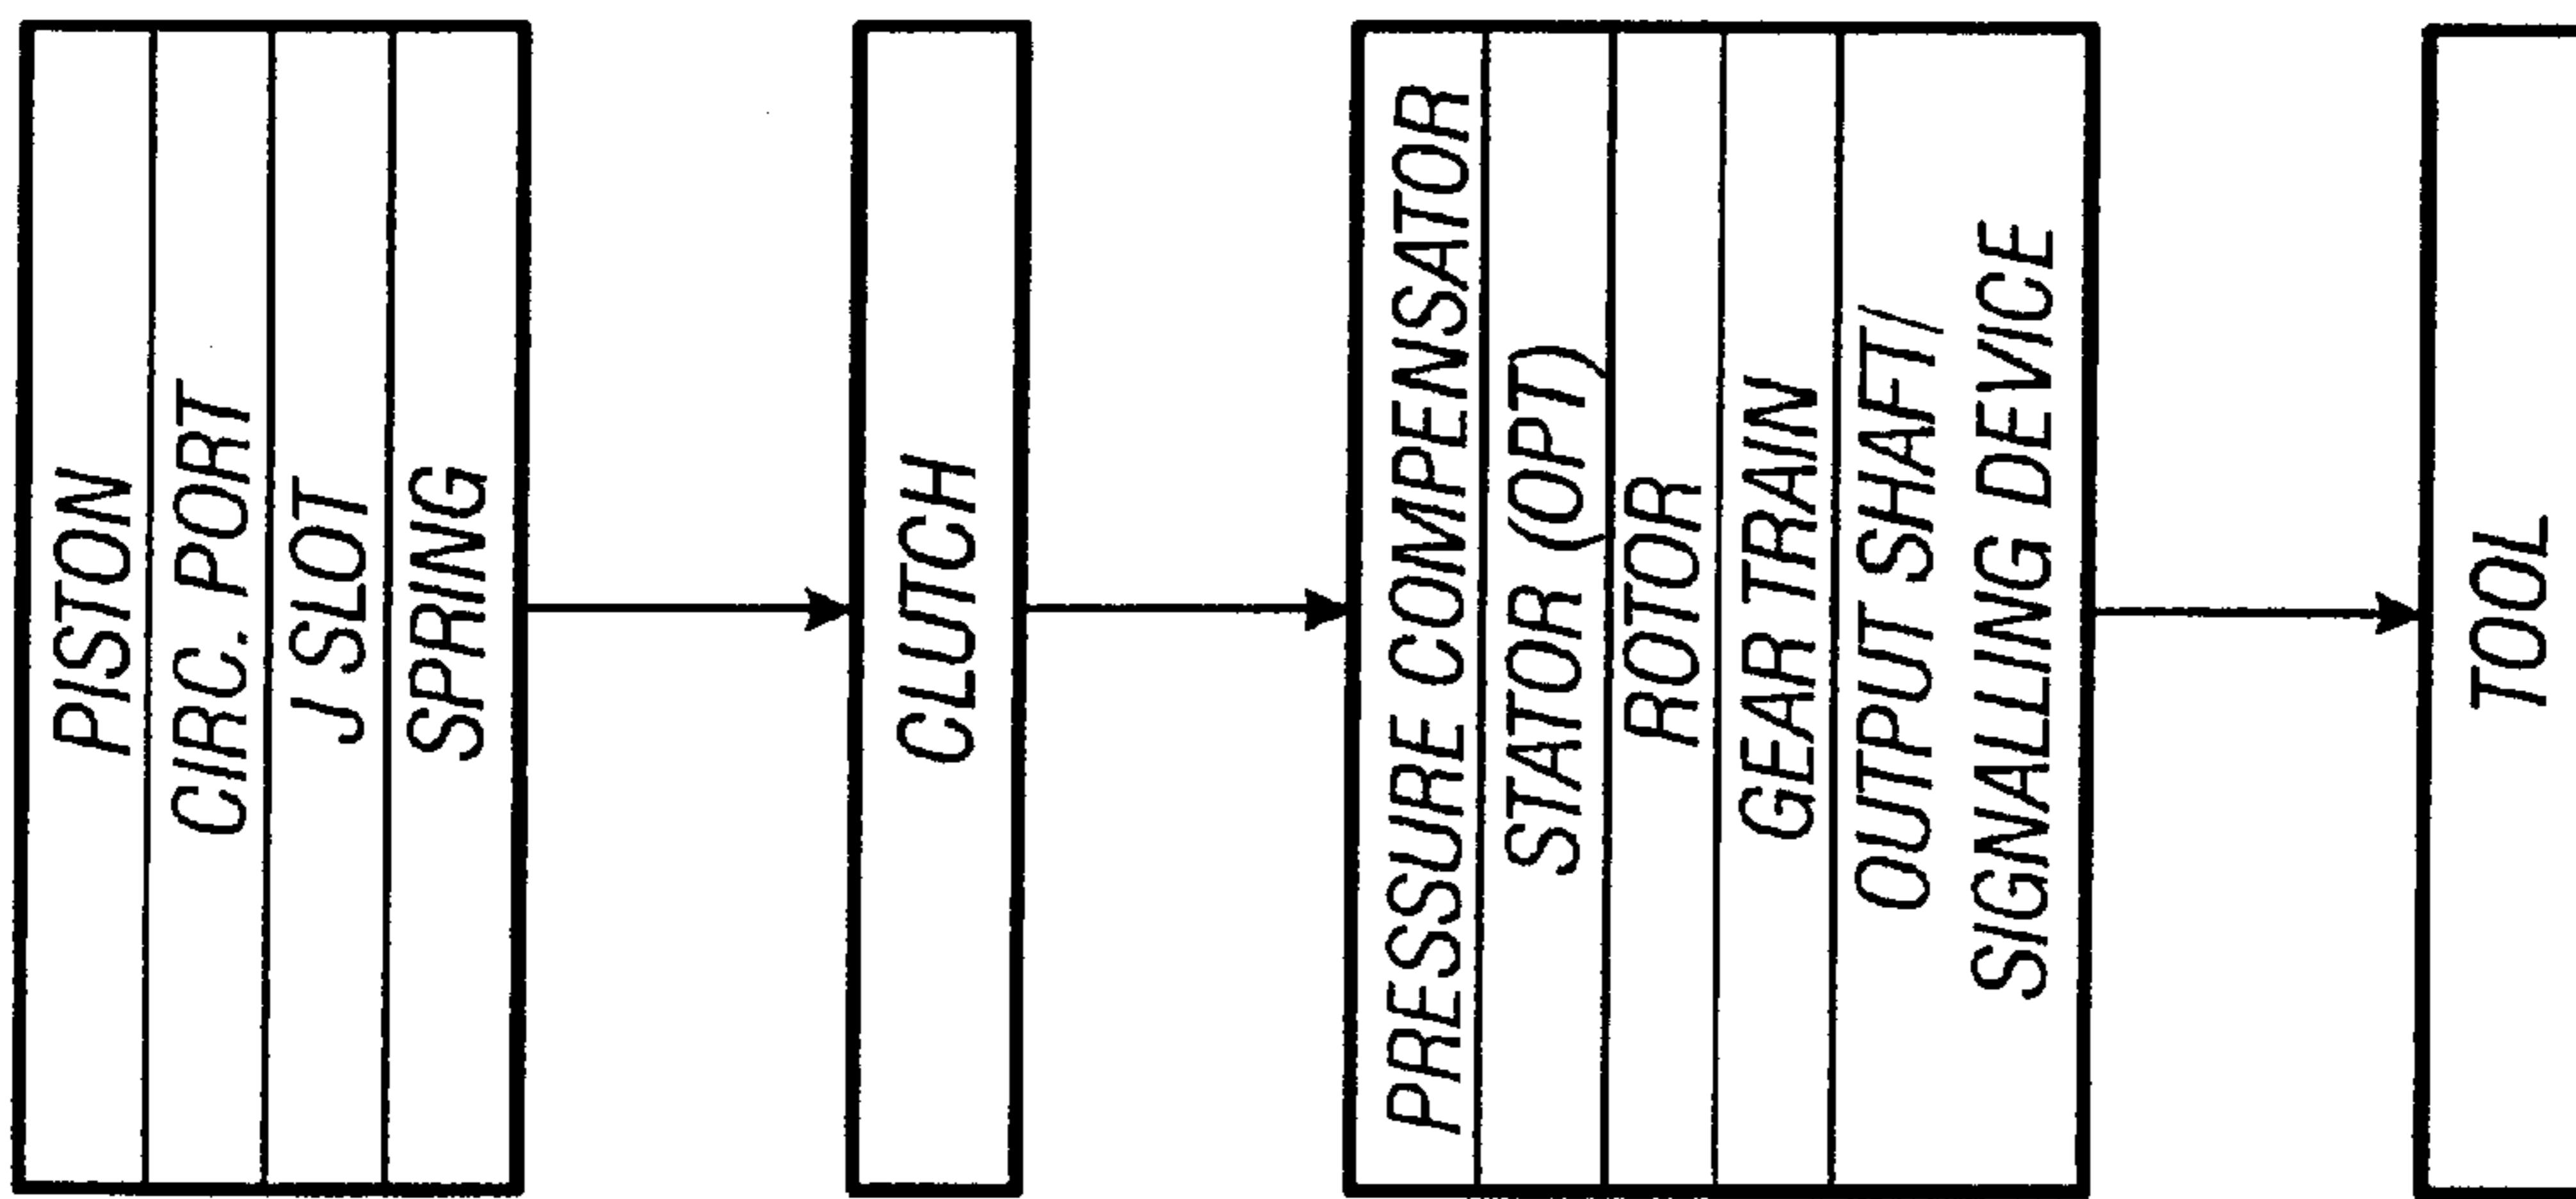 PISTON
CIRC. PORT
J SLOT
SPRING
CLUTCH
PRESSURE COMPENSATOR
STATOR (OPT)
ROTOR
GEAR TRAIN
OUTPUT SHAFT/
SIGNALLING DEVICE
TOOL